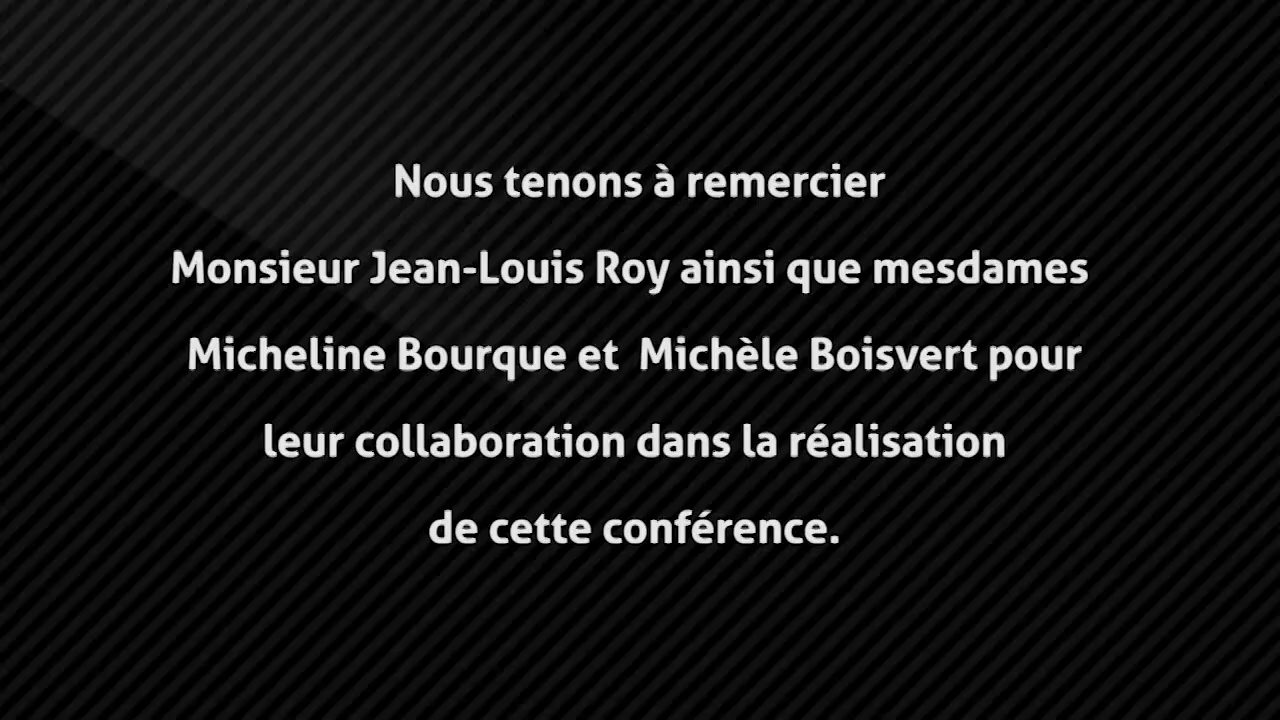 Nous tenons à remercier
Monsieur Jean-Louis Roy ainsi que mesdames
Micheline Bourque et Michèle Boisvert pour
leur collaboration dans la réalisation
de cette conférence.